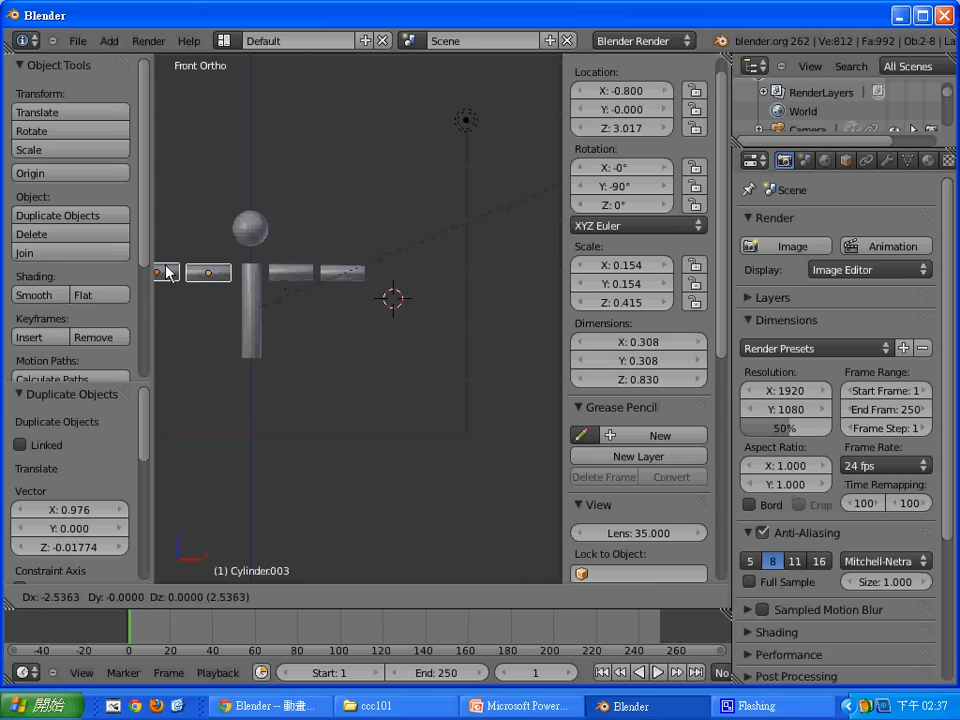 Blender
File Add Render Help Default Scene Blender Render blender.org 262 | Ve:812 | Fa:992 | Ob:2-8 | La
Object Tools
Transform:
Translate
Rotate
Scale
Origin
Object:
Duplicate Objects
Delete
Join
Shading:
Smooth Flat
Keyframes:
Insert Remove
Motion Paths:
Calculate Paths
Duplicate Objects
Duplicate Objects
Linked
Translate
Vector
X: 0.976
Y: 0.000
Z: -0.01774
Constraint Axis
Front Ortho
(1) Cylinder.003
Dx: -2.5363 Dy: -0.0000 Dz: 0.0000 (2.5363)
Location:
X: -0.800
Y: -0.000
Z: 3.017
Rotation:
X: -0°
Y: -90°
Z: 0°
XYZ Euler
Scale:
X: 0.154
Y: 0.154
Z: 0.415
Dimensions:
X: 0.308
Y: 0.308
Z: 0.830
Grease Pencil
New
New Layer
Delete Frame Convert
View
Lens: 35.000
Lock to Object:
View Search All Scenes
RenderLayers
World
Camera
Scene
Render
Image Animation
Display: Image Editor
Layers
Dimensions
Render Presets
Resolution: Frame Range:
X: 1920 Start Frame: 1
Y: 1080 End Fram: 250
50% Frame Step: 1
Aspect Ratio: Frame Rate:
X: 1.000 24 fps
Y: 1.000 Time Remapping:
Bord Crop 100 100
Anti-Aliasing
5 8 11 16 Mitchell-Netra
Full Sample Size: 1.000
Sampled Motion Blur
Shading
Performance
Post Processing
-40 -20 0 20 40 60 80 100 120 140 160 180 200 220 240 260
View Marker Frame Playback Start: 1 End: 250 1 No
開始 Blender -- 動畫... ccc101 Microsoft Power... Blender Flashing 下午 02:37